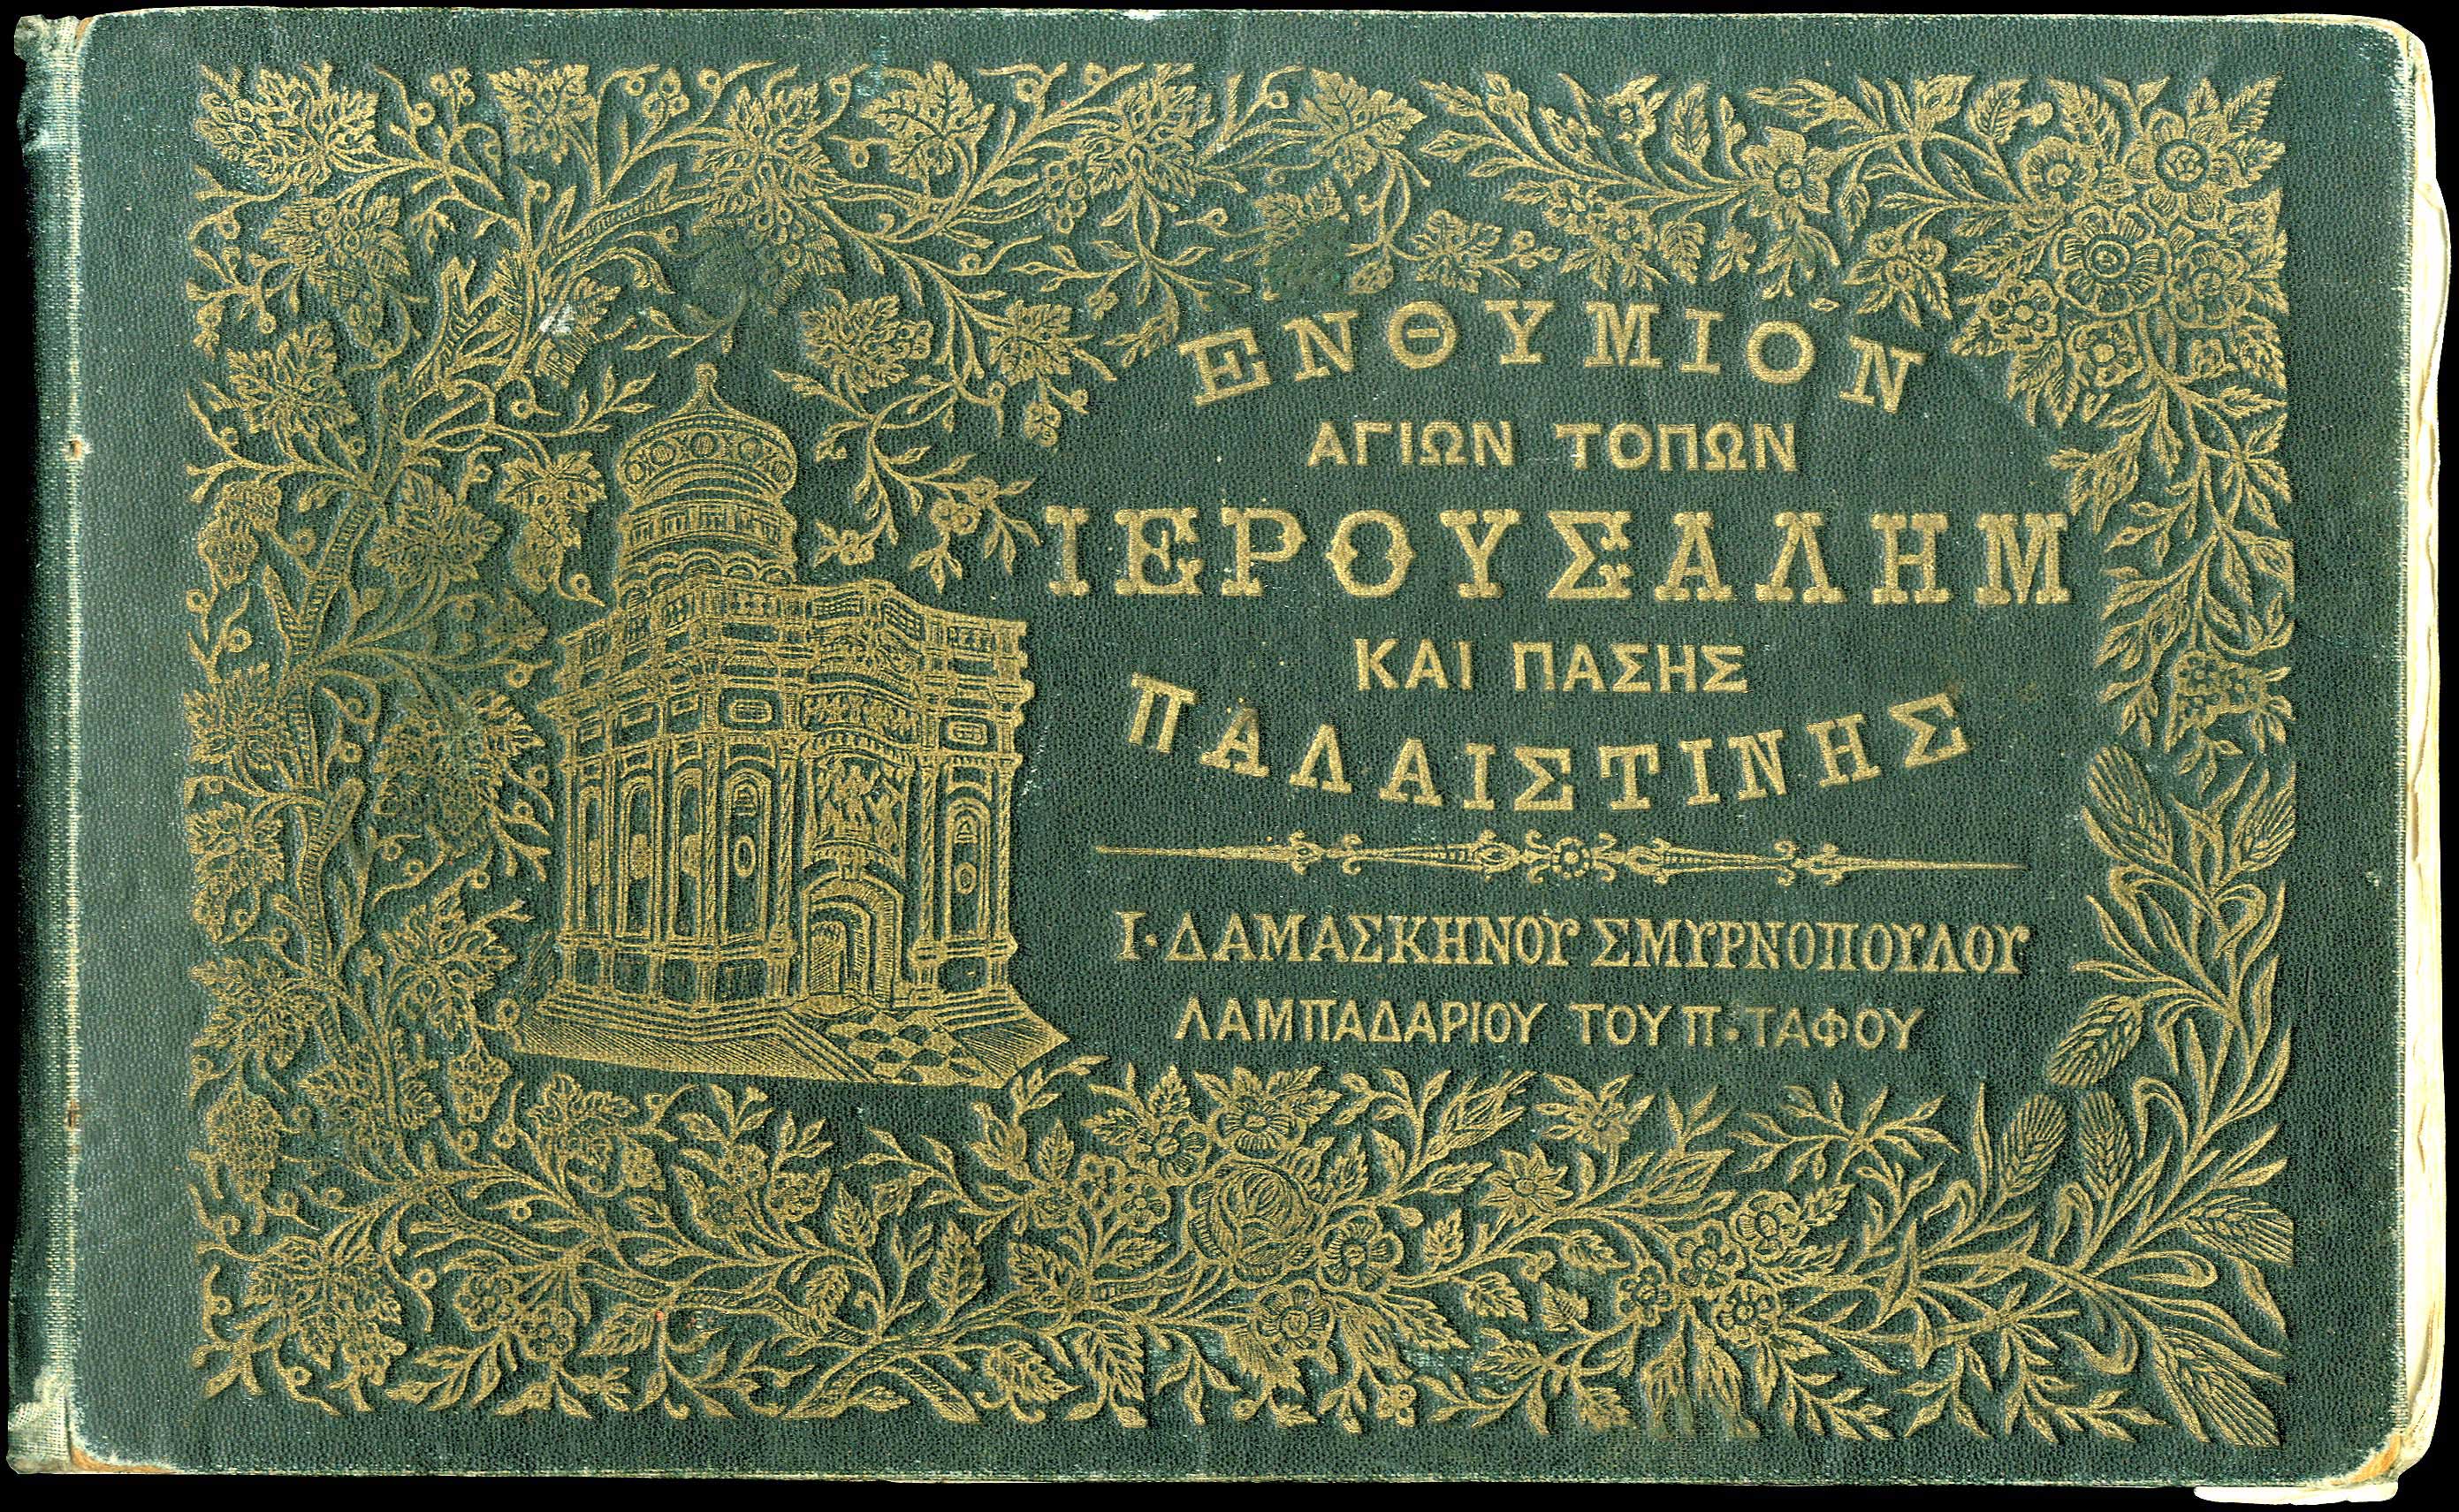 ΕΝΘΥΜΙΟΝ
ΑΓΙΩΝ ΤΟΠΩΝ
ΙΕΡΟΥΣΑΛΗΜ
ΚΑΙ ΠΑΣΗΣ
ΠΑΛΑΙΣΤΙΝΗΣ
Ι· ΔΑΜΑΣΚΗΝΟΥ ΣΜΥΡΝΟΠΟΥΛΟΥ
ΛΑΜΠΑΔΑΡΙΟΥ ΤΟΥ Π·ΤΑΦΟΥ